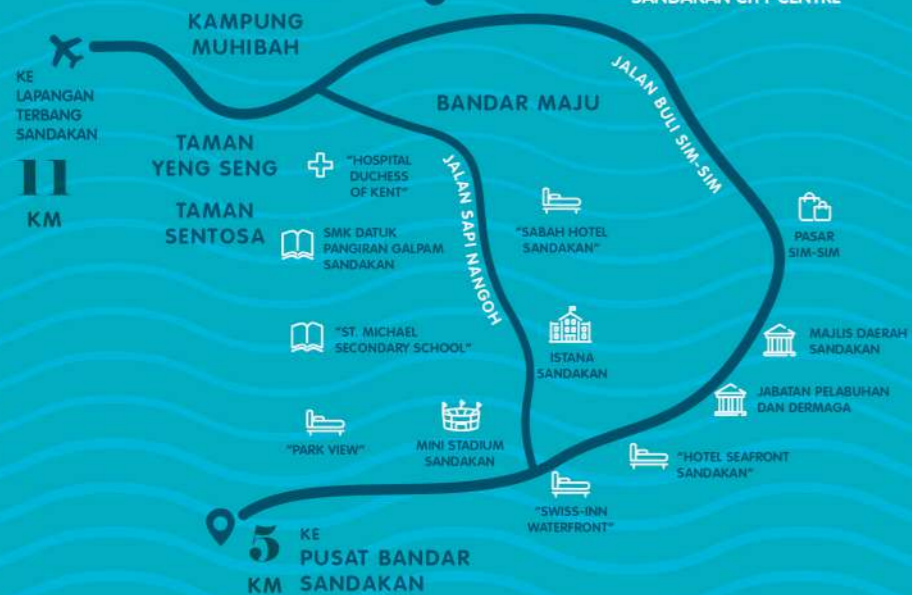 SANDAKAN CITY CENTRE
KAMPUNG
MUHIBAH
KE
LAPANGAN
TERBANG
SANDAKAN
11
KM
JALAN BULI SIM-SIM
BANDAR MAJU
TAMAN
YENG SENG
"HOSPITAL
DUCHESS
OF KENT"
JALAN SAPI NANGOH
TAMAN
SENTOSA
SMK DATUK
PANGIRAN GALPAM
SANDAKAN
"SABAH HOTEL
SANDAKAN"
PASAR
SIM-SIM
"ST. MICHAEL
SECONDARY SCHOOL"
ISTANA
SANDAKAN
MAJLIS DAERAH
SANDAKAN
JABATAN PELABUHAN
DAN DERMAGA
"PARK VIEW"
MINI STADIUM
SANDAKAN
"HOTEL SEAFRONT
SANDAKAN"
"SWISS-INN
WATERFRONT"
5
KM
KE
PUSAT BANDAR
SANDAKAN